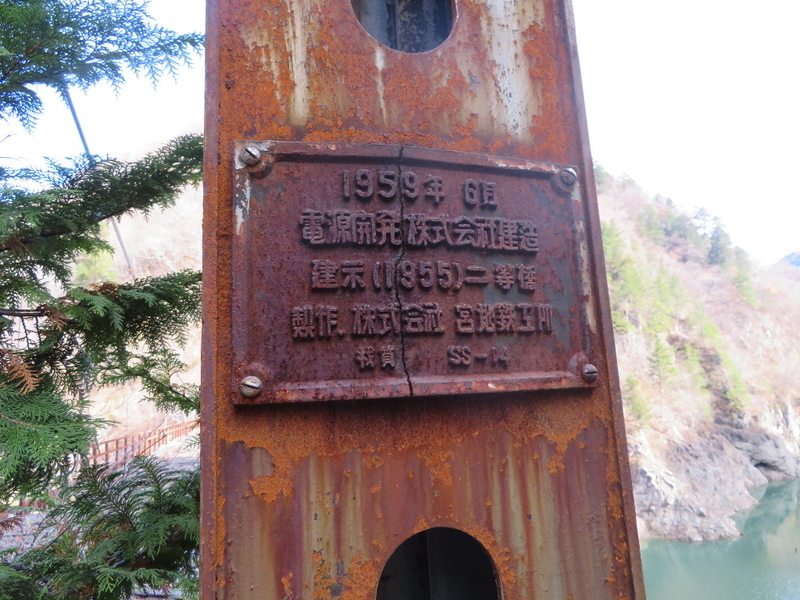 1959年 6月
電源開発株式会社建造
建示(1955)二等橋
製作 株式会社 宮地鉄工所
材質 SS-14